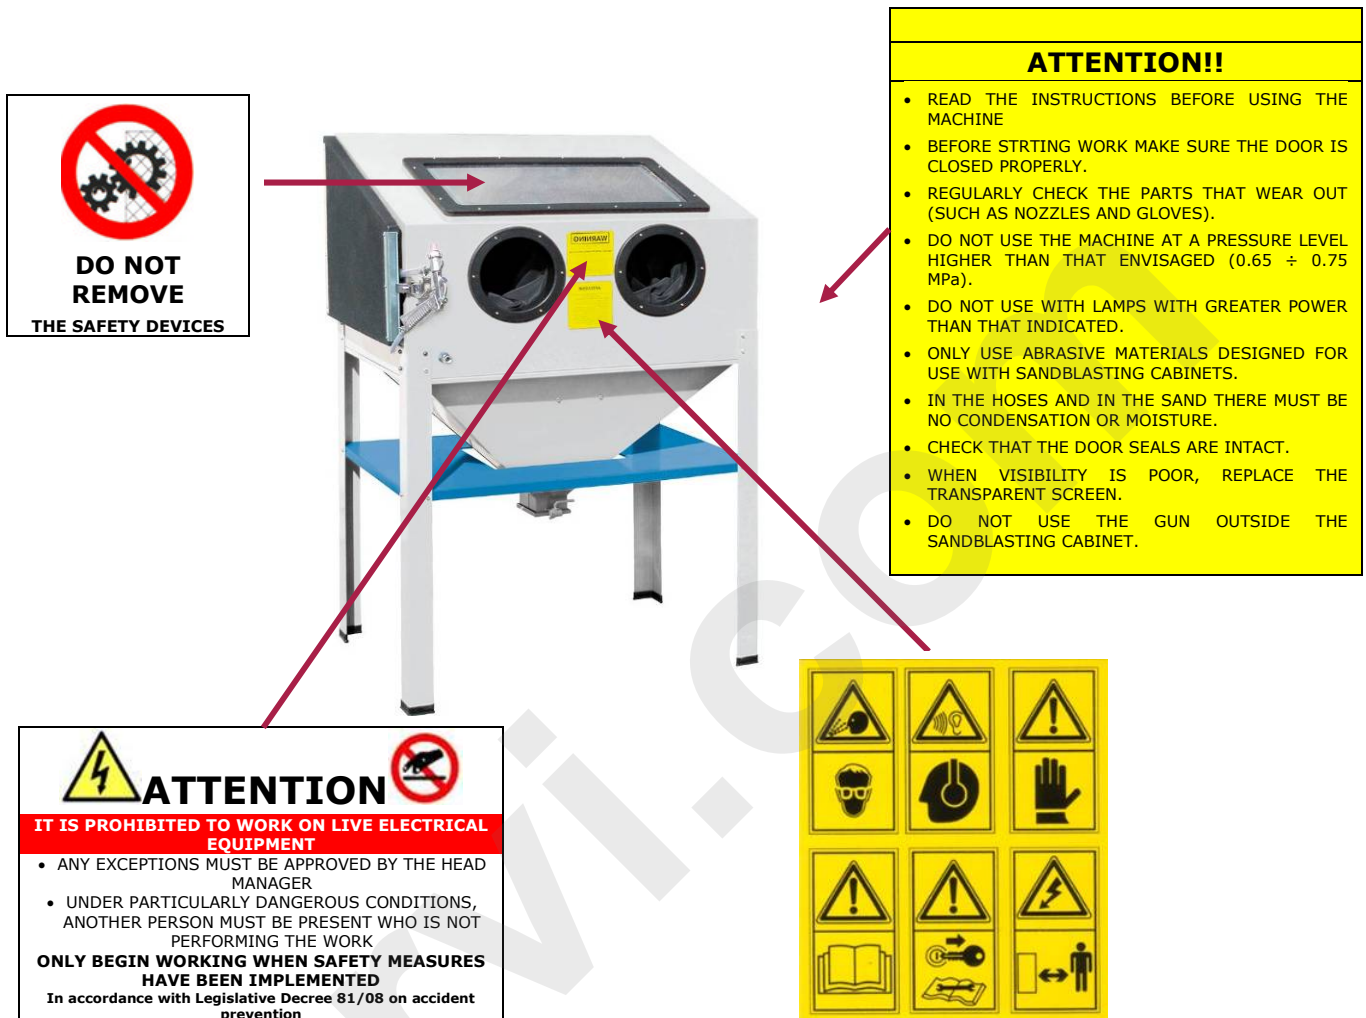 ATTENTION!!
• READ THE INSTRUCTIONS BEFORE USING THE
MACHINE
• BEFORE STRTING WORK MAKE SURE THE DOOR IS
CLOSED PROPERLY.
• REGULARLY CHECK THE PARTS THAT WEAR OUT
(SUCH AS NOZZLES AND GLOVES).
• DO NOT USE THE MACHINE AT A PRESSURE LEVEL
HIGHER THAN THAT ENVISAGED (0.65 ÷ 0.75
MPa).
• DO NOT USE WITH LAMPS WITH GREATER POWER
THAN THAT INDICATED.
• ONLY USE ABRASIVE MATERIALS DESIGNED FOR
USE WITH SANDBLASTING CABINETS.
• IN THE HOSES AND IN THE SAND THERE MUST BE
NO CONDENSATION OR MOISTURE.
• CHECK THAT THE DOOR SEALS ARE INTACT.
• WHEN VISIBILITY IS POOR, REPLACE THE
TRANSPARENT SCREEN.
• DO NOT USE THE GUN OUTSIDE THE
SANDBLASTING CABINET.
DO NOT
REMOVE
THE SAFETY DEVICES
WARNING
ATTENTION
IT IS PROHIBITED TO WORK ON LIVE ELECTRICAL
EQUIPMENT
• ANY EXCEPTIONS MUST BE APPROVED BY THE HEAD
MANAGER
• UNDER PARTICULARLY DANGEROUS CONDITIONS,
ANOTHER PERSON MUST BE PRESENT WHO IS NOT
PERFORMING THE WORK
ONLY BEGIN WORKING WHEN SAFETY MEASURES
HAVE BEEN IMPLEMENTED
In accordance with Legislative Decree 81/08 on accident
prevention
rvi.com